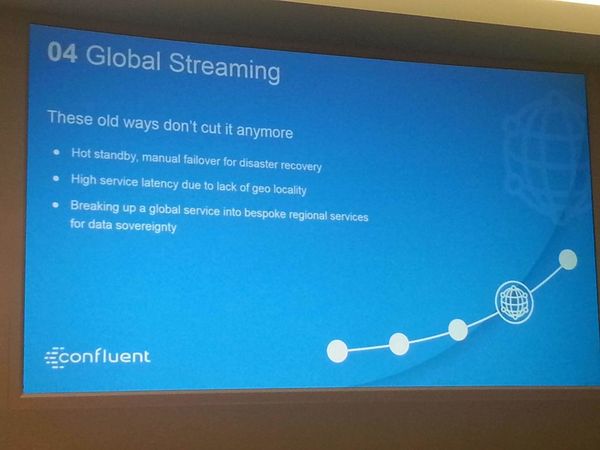 04 Global Streaming
These old ways don't cut it anymore
Hot standby, manual failover for disaster recovery
High service latency due to lack of geo locality
Breaking up a global service into bespoke regional services
for data sovereignty
confluent